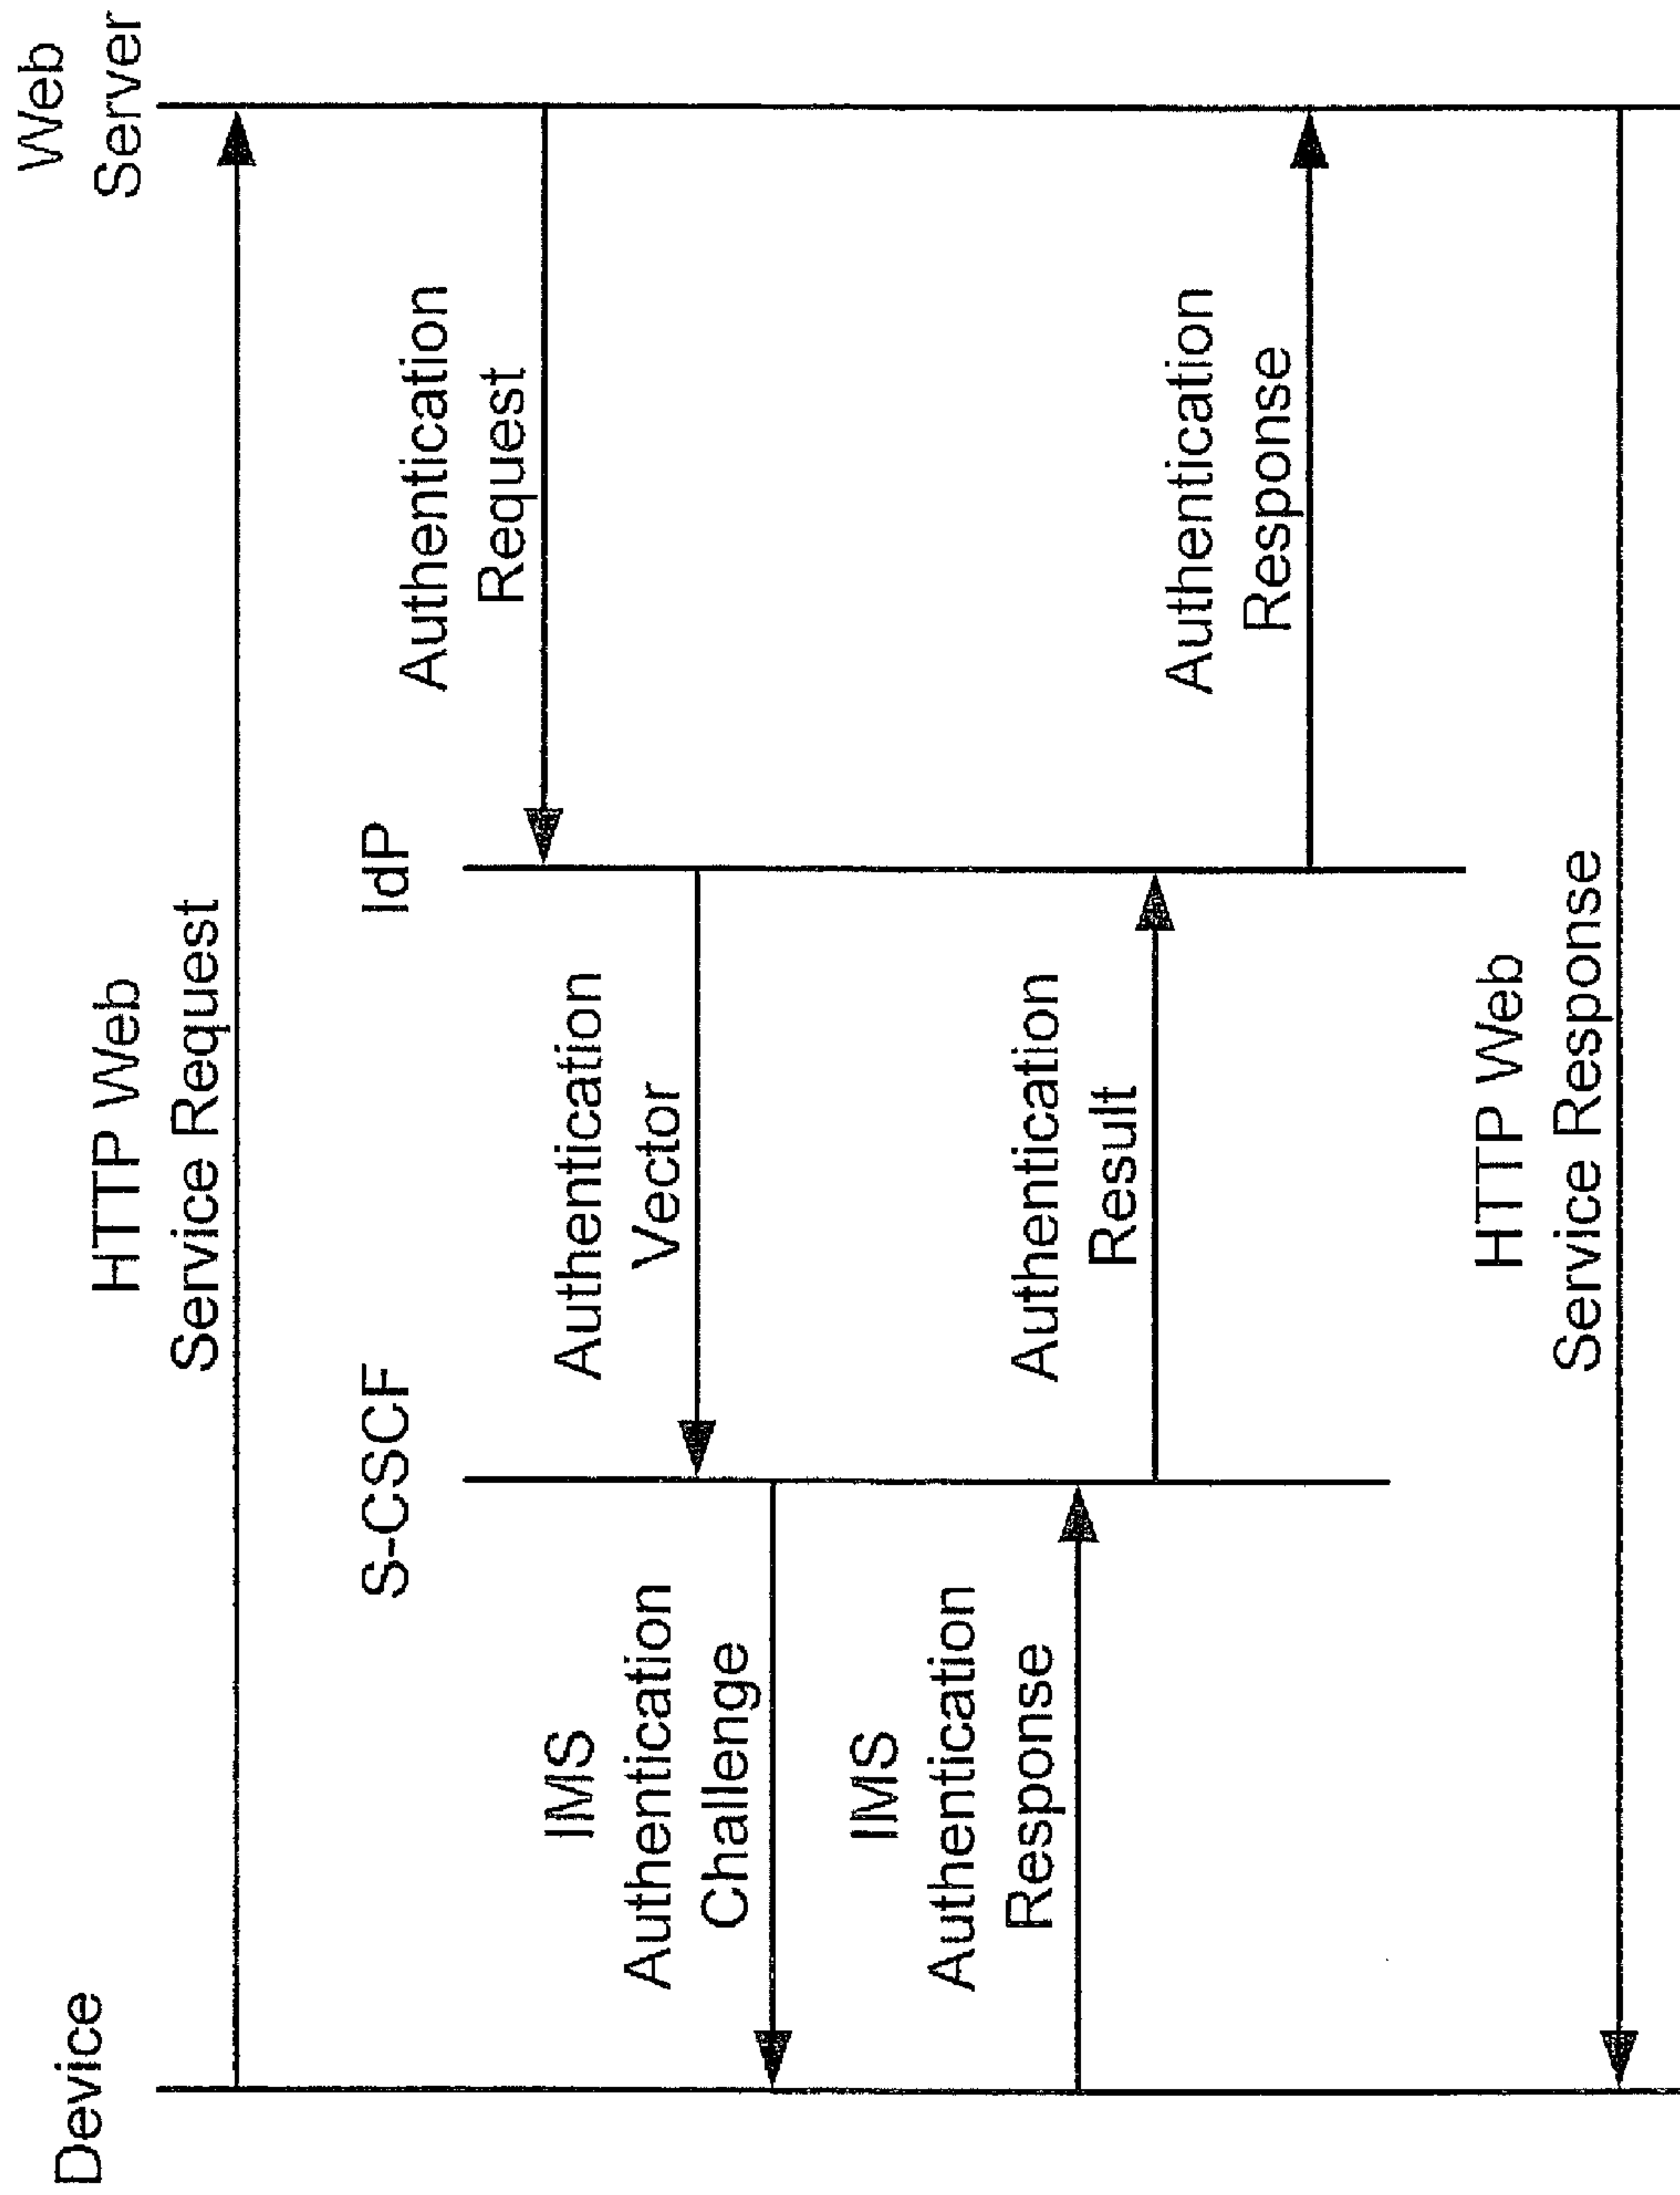 Device
Web
Server
HTTP Web
Service Request
S-CSCF
IdP
Authentication
Request
Authentication
Vector
IMS
Authentication
Challenge
IMS
Authentication
Response
Authentication
Result
Authentication
Response
HTTP Web
Service Response